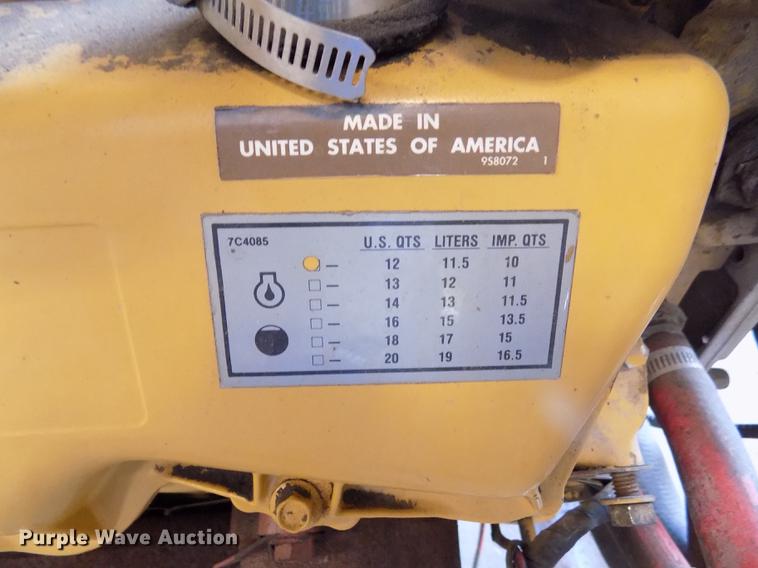 MADE IN
UNITED STATES OF AMERICA
9S8072 1
7C4085 U.S. QTS LITERS IMP. QTS
12 11.5 10
13 12 11
14 13 11.5
16 15 13.5
18 17 15
20 19 16.5
Purple Wave Auction